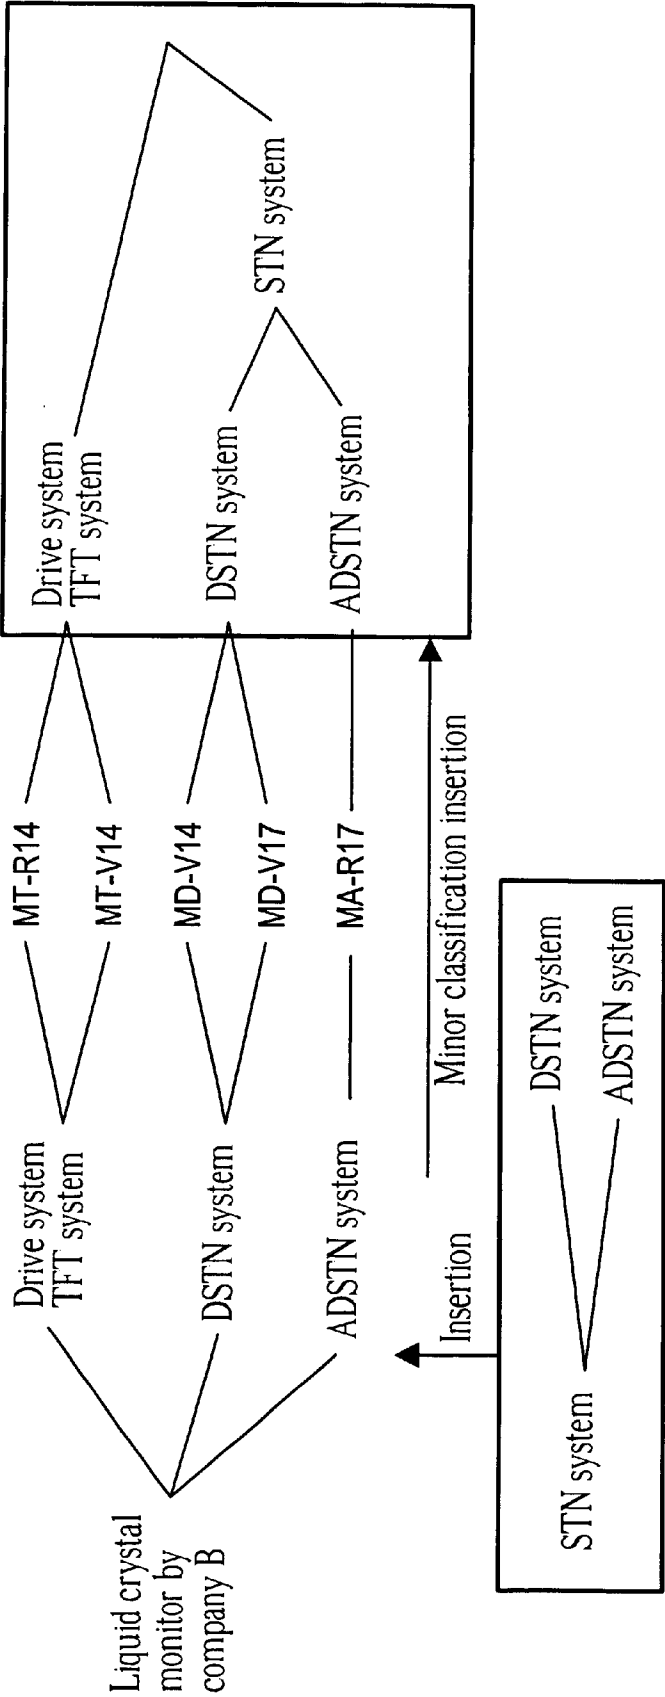 Liquid crystal
monitor by
company B
Drive system
TFT system
DSTN system
ADSTN system
MT-R14
MT-V14
MD-V14
MD-V17
MA-R17
Drive system
TFT system
DSTN system
ADSTN system
STN system
Insertion
Minor classification insertion
STN system
DSTN system
ADSTN system